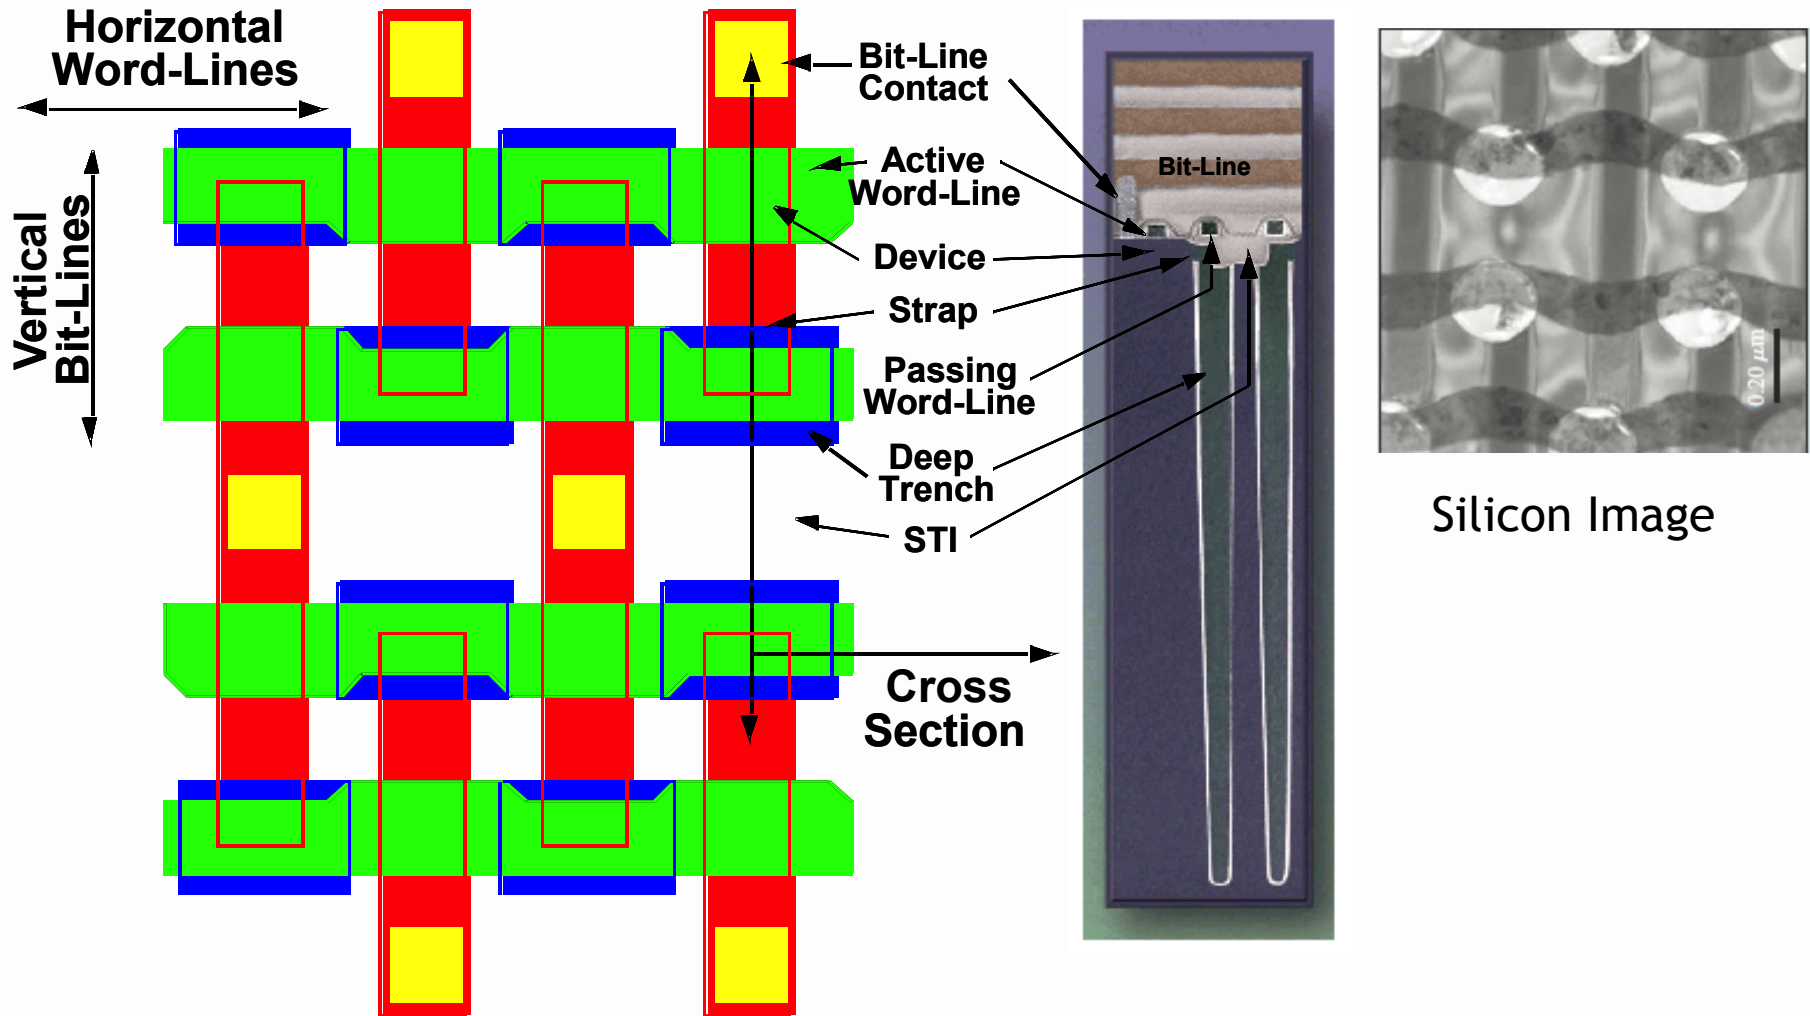 Horizontal
Word-Lines
Vertical
Bit-Lines
Bit-Line
Contact
Active
Word-Line
Device
Strap
Passing
Word-Line
Deep
Trench
STI
Cross
Section
Bit-Line
0.20 µm
Silicon Image